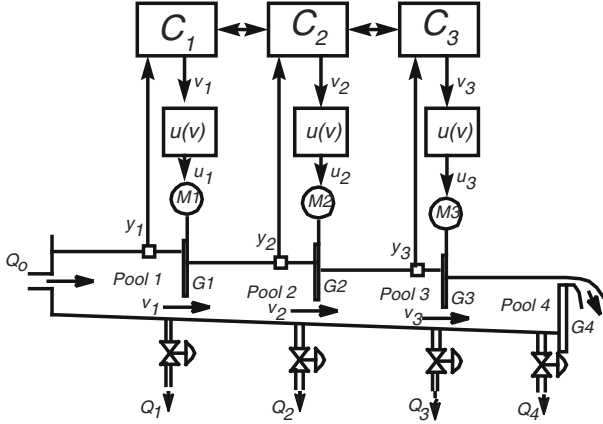 C1 C2 C3
v1 v2 v3
u(v) u(v) u(v)
u1 u2 u3
M1 M2 M3
y1 y2 y3
Qo
Pool 1 G1 Pool 2 G2 Pool 3 G3 Pool 4 G4
v1 v2 v3
Q1 Q2 Q3 Q4